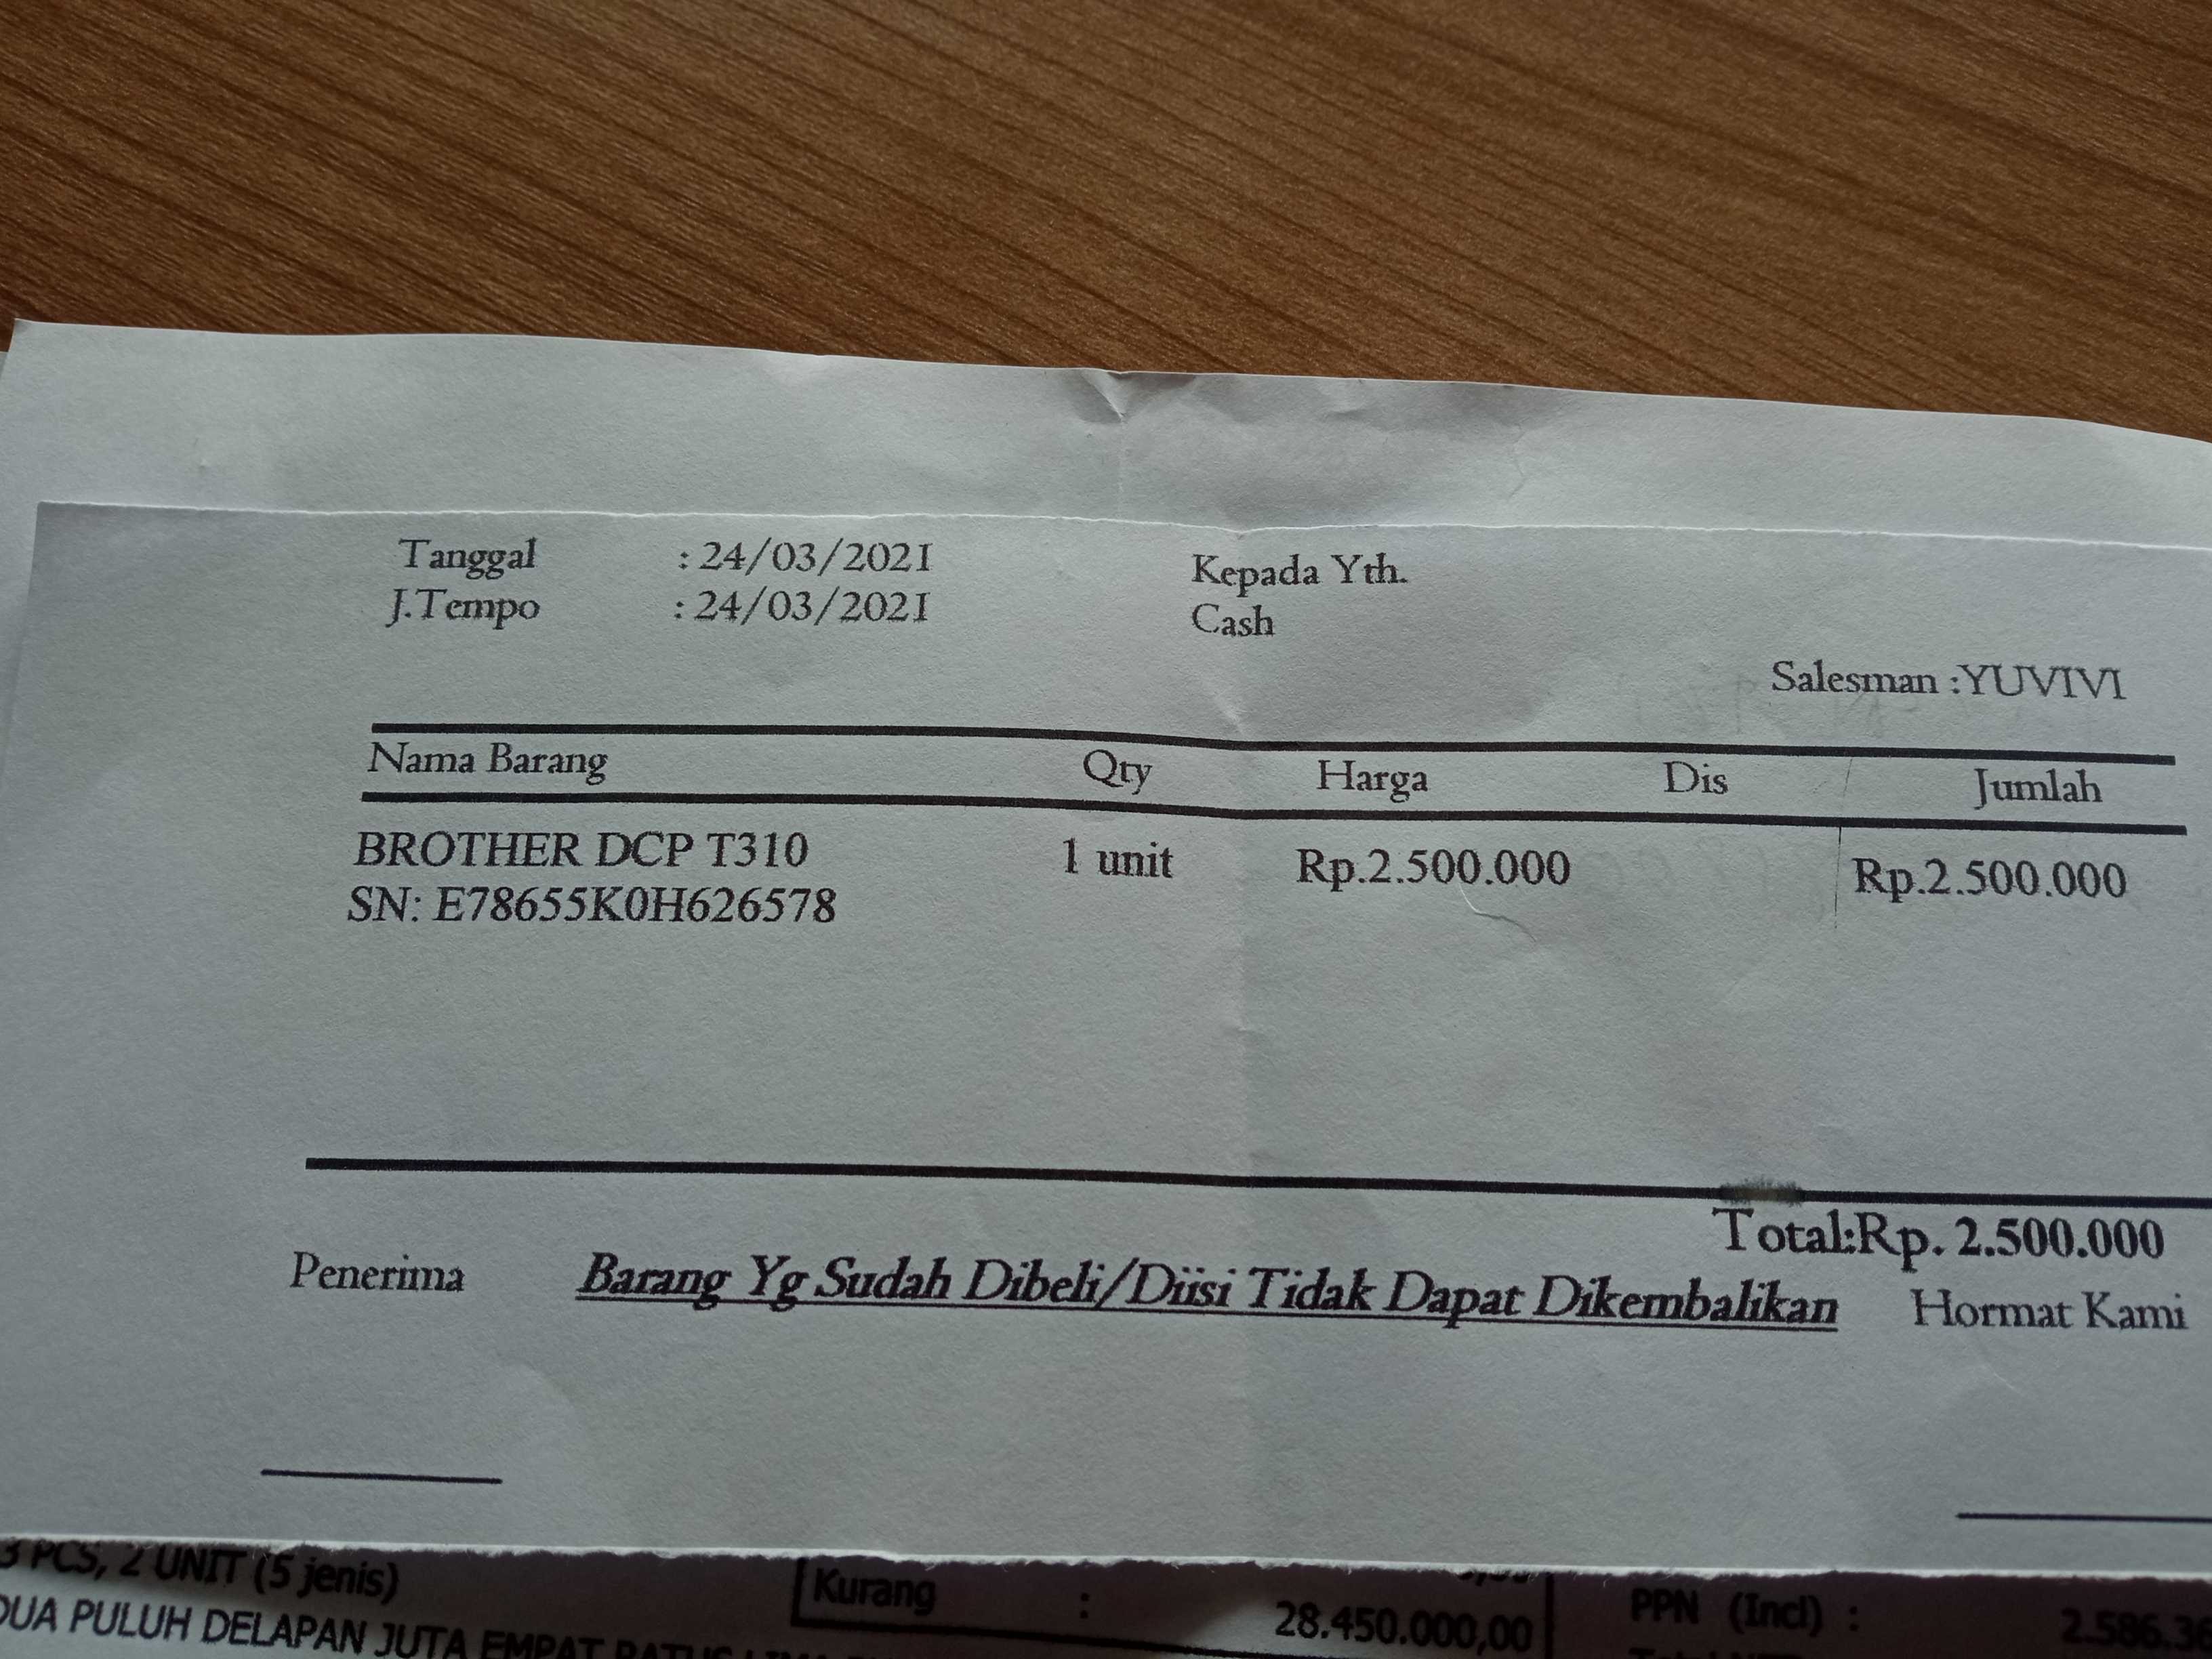 Tanggal : 24/03/2021
J.Tempo : 24/03/2021
Kepada Yth.
Cash
Salesman :YUVIVI
Nama Barang Qty Harga Dis Jumlah
BROTHER DCP T310 1 unit Rp.2.500.000 Rp.2.500.000
SN: E78655K0H626578
Total:Rp. 2.500.000
Penerima Barang Yg Sudah Dibeli/Diisi Tidak Dapat Dikembalikan Hormat Kami
3 PCS, 2 UNIT (5 jenis)
Kurang : 28.450.000,00
PPN (Incl) :
DUA PULUH DELAPAN JUTA EMPAT